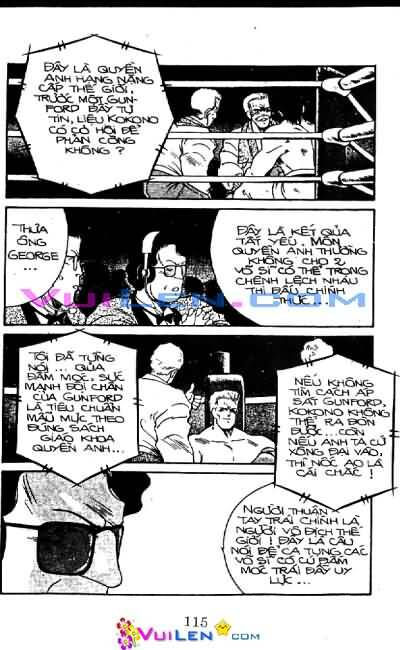 ĐÂY LÀ QUYỀN
ANH HẠNG NẶNG
CẤP THẾ GIỚI,
TRƯỚC MỘT GUN-
FORD ĐẦY TỰ
TIN, LIỆU KOKONO
CÓ CƠ HỘI ĐỂ
PHẢN CÔNG
KHÔNG ?
THƯA
ÔNG
GEORGE
...
ĐÂY LÀ KẾT QỦA
TẤT YẾU. MÔN
QUYỀN ANH THƯỜNG
KHÔNG CHO 2
VÕ SĨ CÓ THỂ TRỌNG
CHÊNH LỆCH NHAU
THI ĐẤU CHÍNH
THỨC...
VuiLen.com
TÔI ĐÃ TỪNG
NÓI ... QỦA
ĐẤM MÓC, SỨC
MẠNH ĐÔI CHÂN
CỦA GUNFORD
LÀ TIÊU CHUẨN
MẪU MỰC THEO
ĐÚNG SÁCH
GIÁO KHOA
QUYỀN ANH...
NẾU KHÔNG
TÌM CÁCH ÁP
SÁT GUNFORD,
KOKONO KHÔNG
THỂ RA ĐÒN
ĐƯỢC ...CÒN
NẾU ANH TA CỨ
XÔNG ĐẠI VÀO,
THÌ NỐC AO LÀ
CÁI CHẮC !
NGƯỜI THUẬN
TAY TRÁI CHÍNH LÀ
NGƯỜI VÔ ĐỊCH THẾ
GIỚI ! ĐÂY LÀ CÂU
NÓI ĐỂ CA TỤNG CÁC
VÕ SĨ CÓ CÚ ĐẤM
MÓC TRÁI ĐẦY UY
LỰC ...
115
VuiLen.com